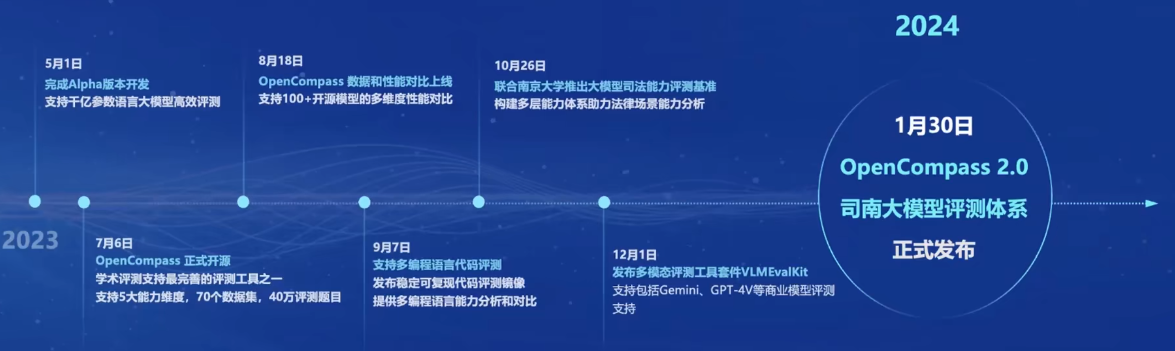 2023
5月1日
完成Alpha版本开发
支持千亿参数语言大模型高效评测
7月6日
OpenCompass 正式开源
学术评测支持最完善的评测工具之一
支持5大能力维度，70个数据集，40万评测题目
8月18日
OpenCompass 数据和性能对比上线
支持100+开源模型的多维度性能对比
9月7日
支持多编程语言代码评测
发布稳定可复现代码评测镜像
提供多编程语言能力分析和对比
10月26日
联合南京大学推出大模型司法能力评测基准
构建多层能力体系助力法律场景能力分析
12月1日
发布多模态评测工具套件VLMEvalKit
支持包括Gemini、GPT-4V等商业模型评测
支持
2024
1月30日
OpenCompass 2.0
司南大模型评测体系
正式发布